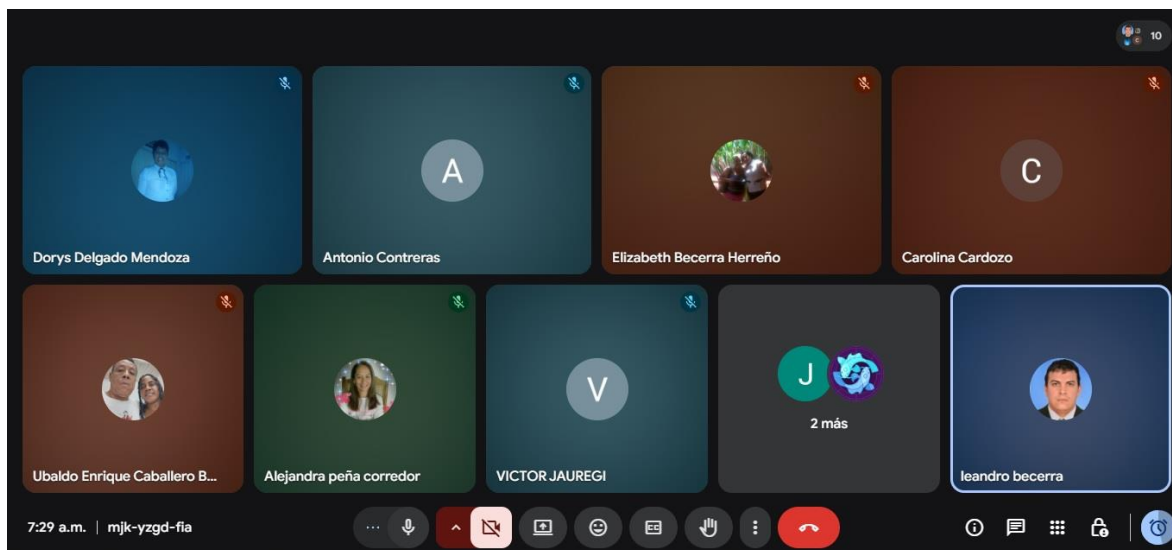 10
A
C
Dorys Delgado Mendoza
Antonio Contreras
Elizabeth Becerra Herreño
Carolina Cardozo
V
J
2 más
Ubaldo Enrique Caballero B...
Alejandra peña corredor
VICTOR JAUREGI
leandro becerra
7:29 a.m. | mjk-yzgd-fia
CC